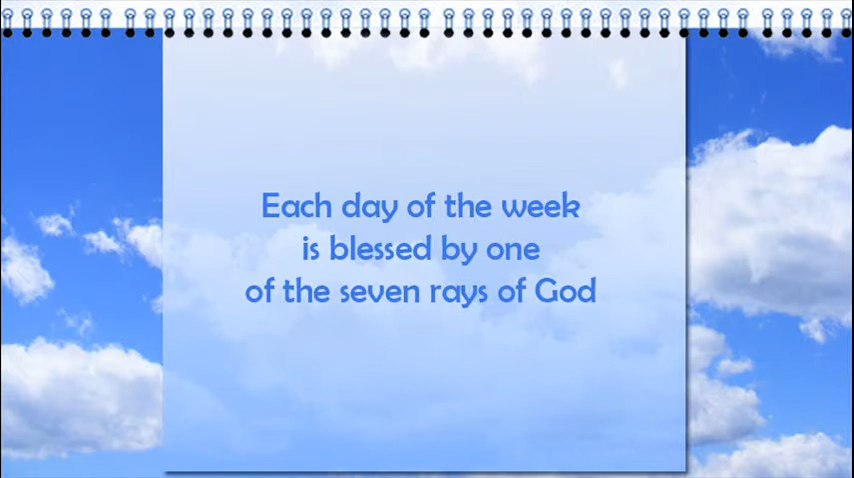 Each day of the week
is blessed by one
of the seven rays of God